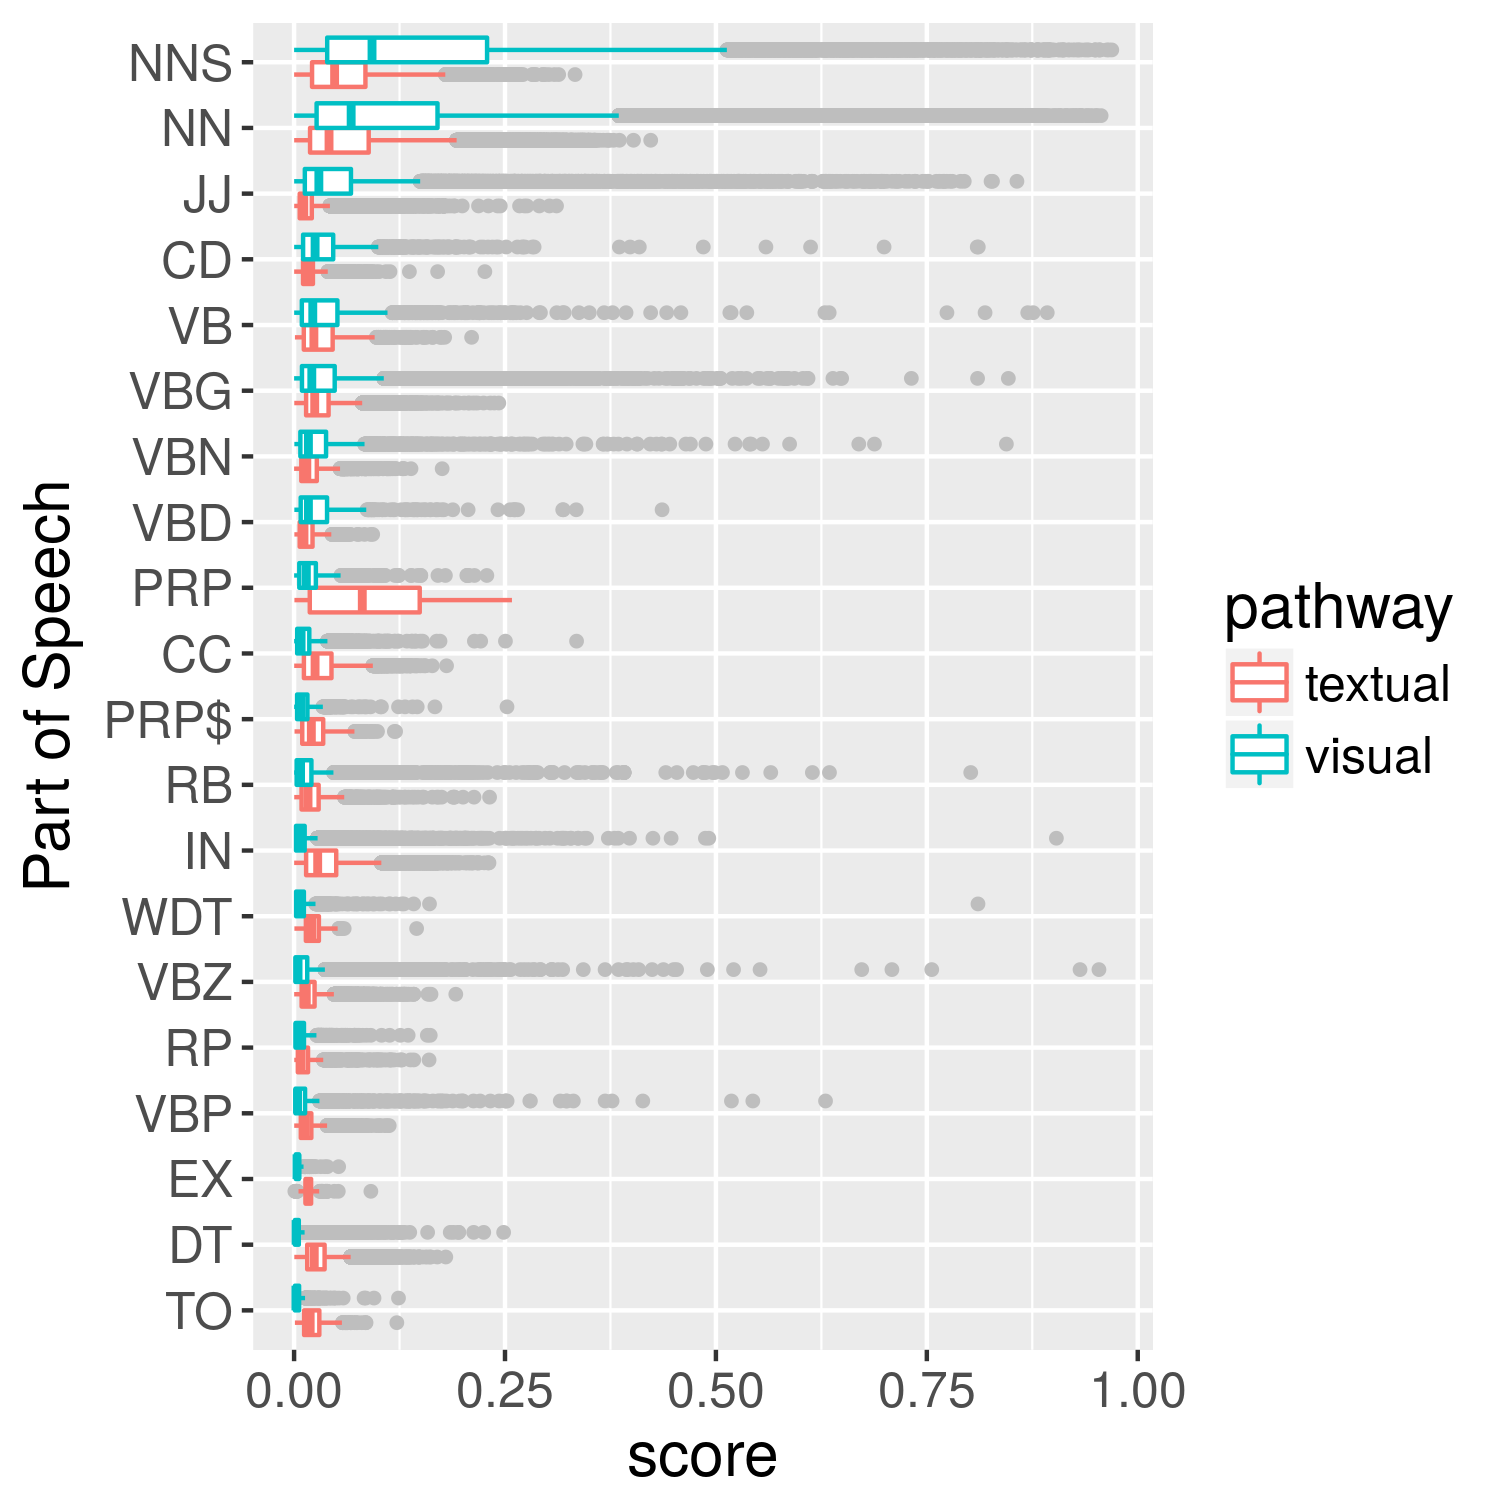 NNS
NN
JJ
CD
VB
VBG
VBN
VBD
PRP
CC
PRP$
RB
IN
WDT
VBZ
RP
VBP
EX
DT
TO
Part of Speech
0.00 0.25 0.50 0.75 1.00
score
pathway
textual
visual